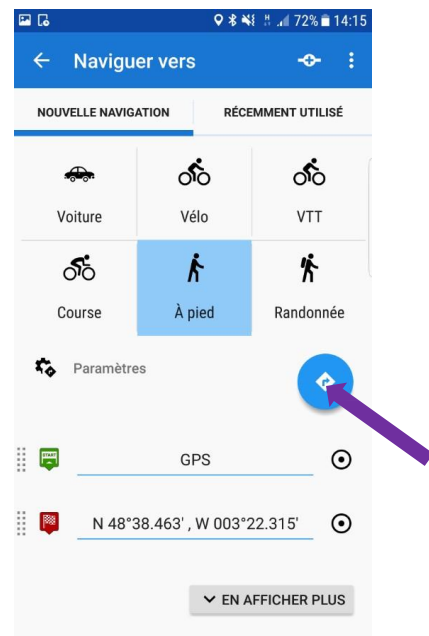 72% 14:15
Naviguer vers
NOUVELLE NAVIGATION RÉCEMMENT UTILISÉ
Voiture Vélo VTT
Course À pied Randonnée
Paramètres
START GPS
N 48°38.463' , W 003°22.315'
EN AFFICHER PLUS